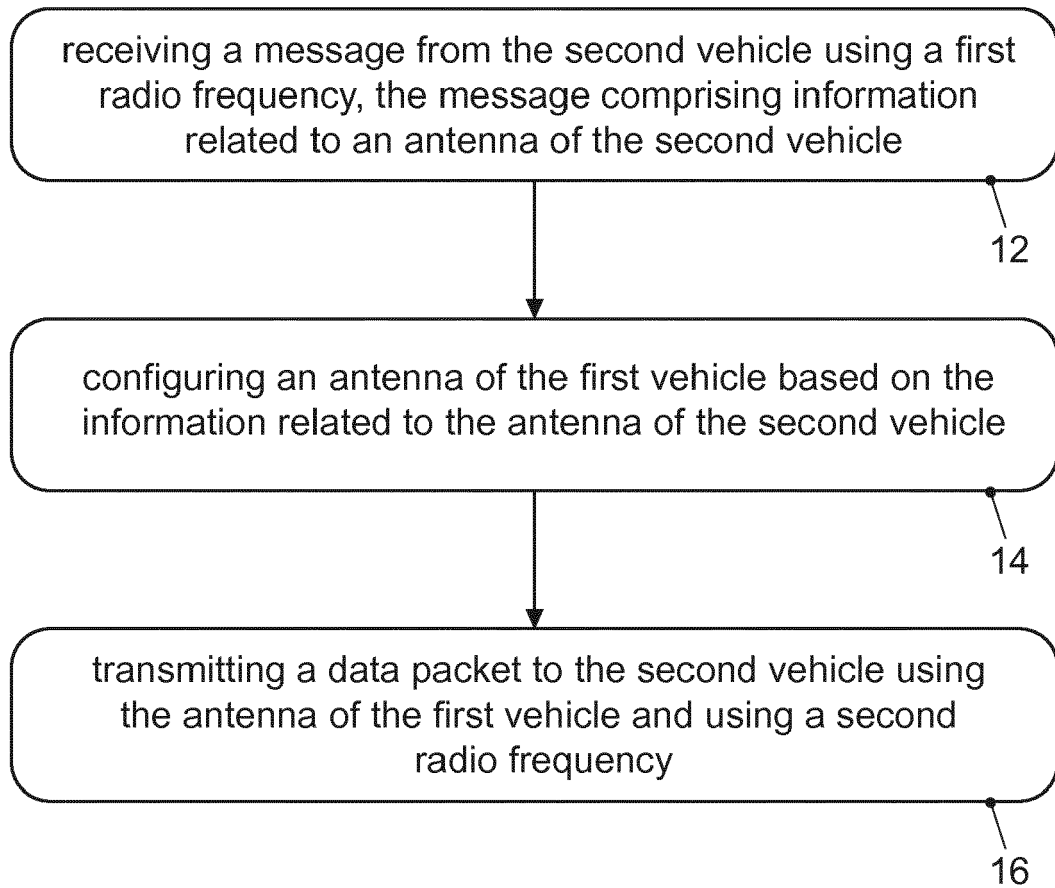 receiving a message from the second vehicle using a first
radio frequency, the message comprising information
related to an antenna of the second vehicle
12
configuring an antenna of the first vehicle based on the
information related to the antenna of the second vehicle
14
transmitting a data packet to the second vehicle using
the antenna of the first vehicle and using a second
radio frequency
16